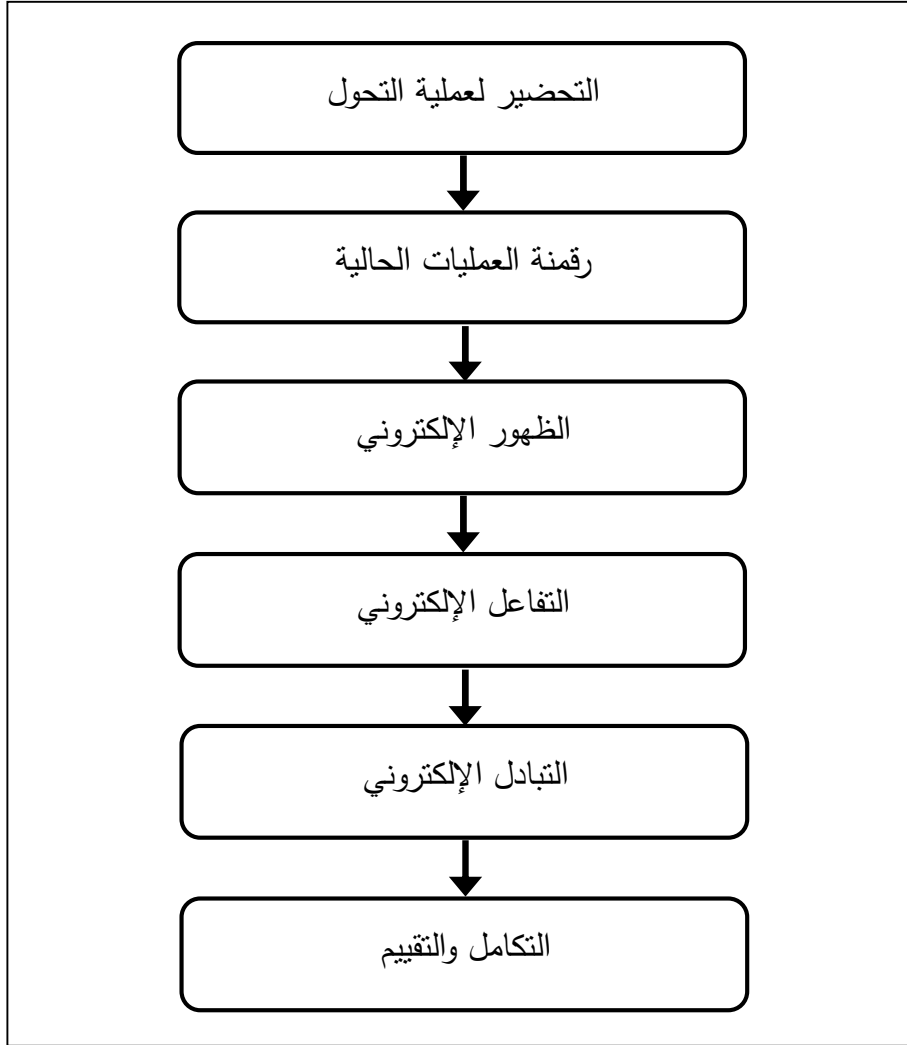 التحضير لعملية التحول
رقمنة العمليات الحالية
الظهور الإلكتروني
التفاعل الإلكتروني
التبادل الإلكتروني
التكامل والتقييم